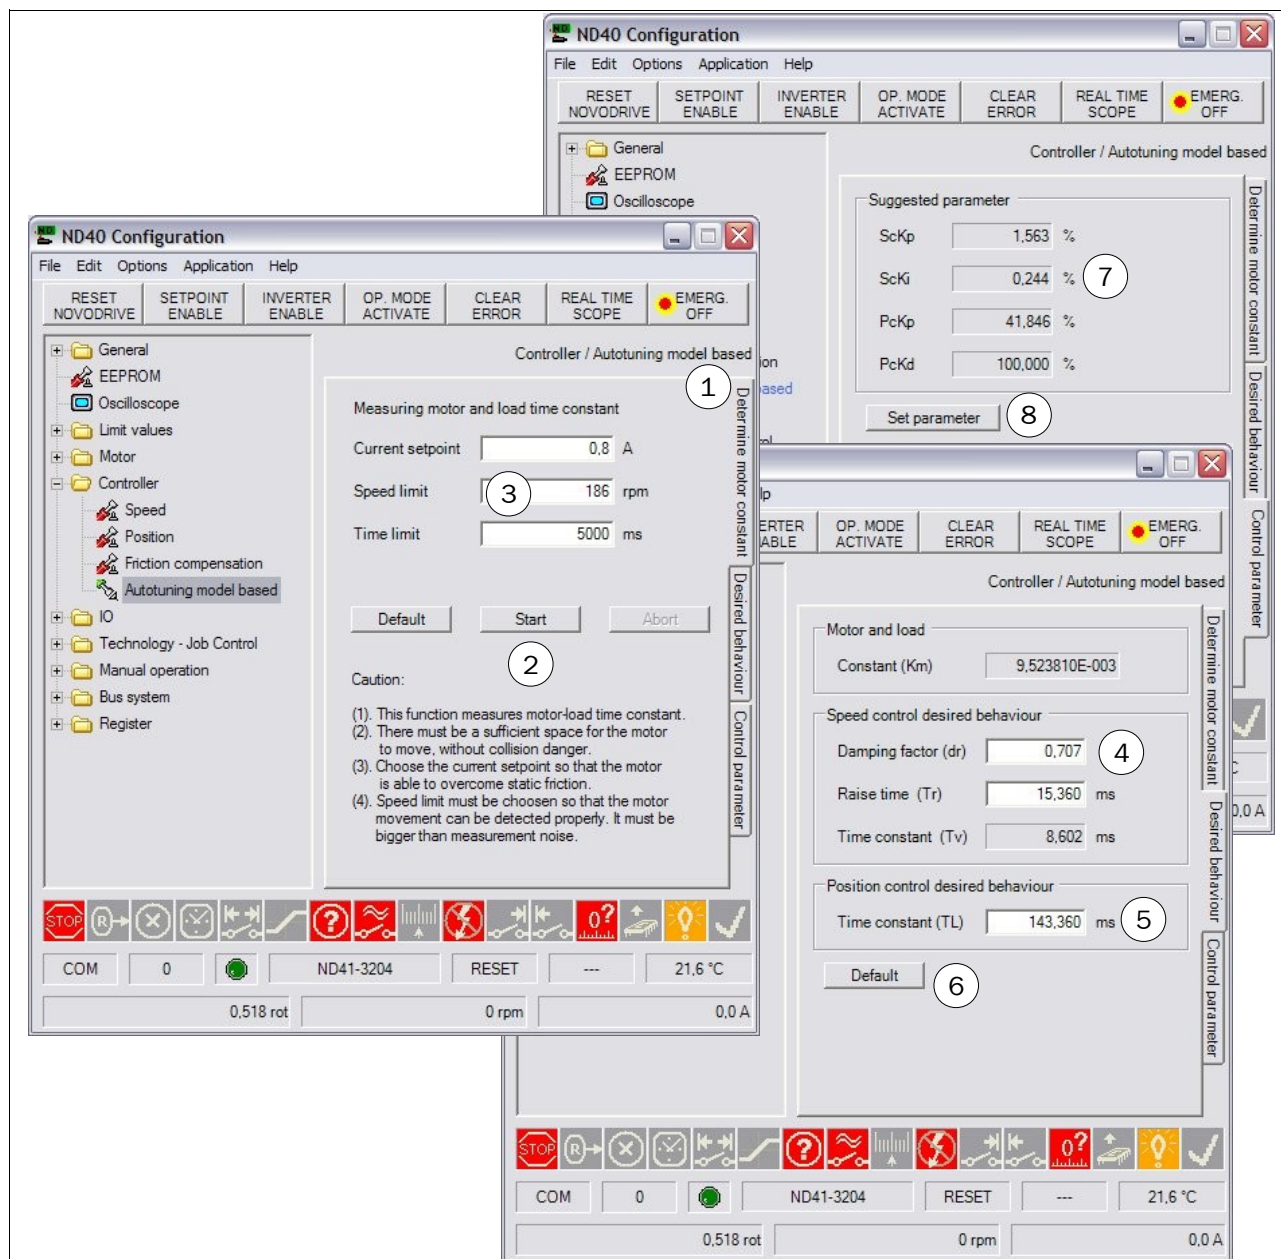 ND40 Configuration
File Edit Options Application Help
RESET NOVODRIVE
SETPOINT ENABLE
INVERTER ENABLE
OP. MODE ACTIVATE
CLEAR ERROR
REAL TIME SCOPE
EMERG. OFF
General
EEPROM
Oscilloscope
Controller / Autotuning model based
Suggested parameter
ScKp 1,563 %
ScKi 0,244 %
7
PcKp 41,846 %
PcKd 100,000 %
Set parameter
8
Determine motor constant
Desired behaviour
Control parameter
ion
ased
ND40 Configuration
File Edit Options Application Help
RESET NOVODRIVE
SETPOINT ENABLE
INVERTER ENABLE
OP. MODE ACTIVATE
CLEAR ERROR
REAL TIME SCOPE
EMERG. OFF
General
EEPROM
Oscilloscope
Limit values
Motor
Controller
Speed
Position
Friction compensation
Autotuning model based
IO
Technology - Job Control
Manual operation
Bus system
Register
Controller / Autotuning model based
1
Measuring motor and load time constant
Current setpoint 0,8 A
Speed limit 186 rpm
3
Time limit 5000 ms
Default
Start
Abort
2
Caution:
(1). This function measures motor-load time constant.
(2). There must be a sufficient space for the motor
to move, without collision danger.
(3). Choose the current setpoint so that the motor
is able to overcome static friction.
(4). Speed limit must be choosen so that the motor
movement can be detected properly. It must be
bigger than measurement noise.
Determine motor constant
Desired behaviour
Control parameter
STOP
R
?
0?
COM 0 ND41-3204 RESET --- 21,6 °C
0,518 rot 0 rpm 0,0 A
lp
ERTER
ABLE
OP. MODE ACTIVATE
CLEAR ERROR
REAL TIME SCOPE
EMERG. OFF
Controller / Autotuning model based
Motor and load
Constant (Km) 9,523810E-003
Speed control desired behaviour
Damping factor (dr) 0,707
4
Raise time (Tr) 15,360 ms
Time constant (Tv) 8,602 ms
Position control desired behaviour
Time constant (TL) 143,360 ms
5
Default
6
Determine motor constant
Desired behaviour
Control parameter
C
0,0 A
STOP
R
?
0?
COM 0 ND41-3204 RESET --- 21,6 °C
0,518 rot 0 rpm 0,0 A